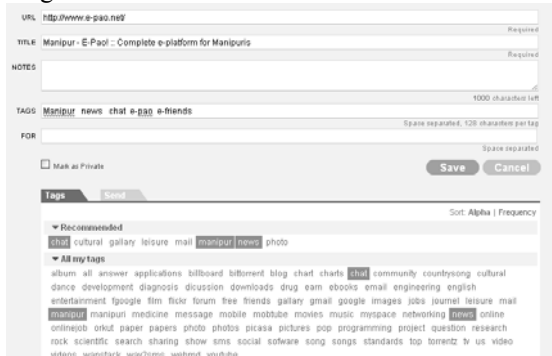 URL http://www.e-pao.net/
Required
TITLE Manipur - E-Pao! :: Complete e-platform for Manipuris
Required
NOTES
1000 characters left
TAGS Manipur news chat e-pao e-friends
Space separated, 128 characters per tag
FOR
Space separated
Mark as Private Save Cancel
Tags Send
Sort: Alpha | Frequency
▼ Recommended
chat cultural gallary leisure mail manipur news photo
▼ All my tags
album all answer applications billboard bittorrent blog chart charts chat community countrysong cultural
dance development diagnosis dicussion downloads drug earn ebooks email engineering english
entertainment fgoogle film flickr forum free friends gallary gmail google images jobs journel leisure mail
manipur manipuri medicine message mobile mobtube movies music myspace networking news online
onlinejob orkut paper papers photo photos picasa pictures pop programming project question research
rock scientific search sharing show sms social sofware song songs standards top torrentz tv us video
videos wapstack way2sms webmd youtube